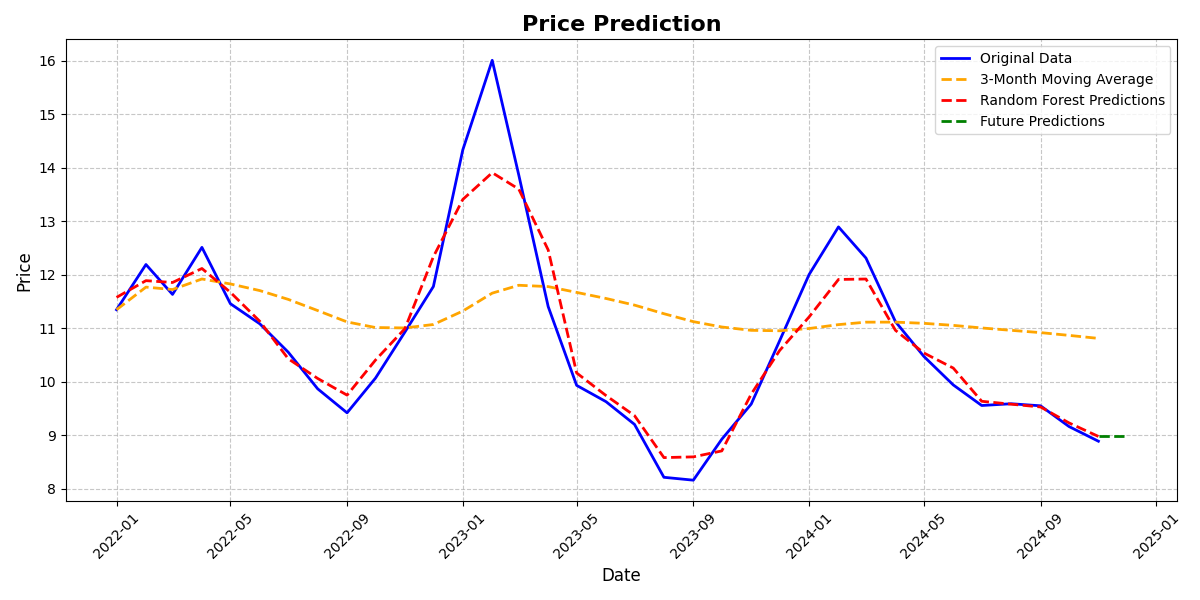 Price Prediction
Original Data
3-Month Moving Average
Random Forest Predictions
Future Predictions
Price
16
15
14
13
12
11
10
9
8
2022-01
2022-05
2022-09
2023-01
2023-05
2023-09
2024-01
2024-05
2024-09
2025-01
Date